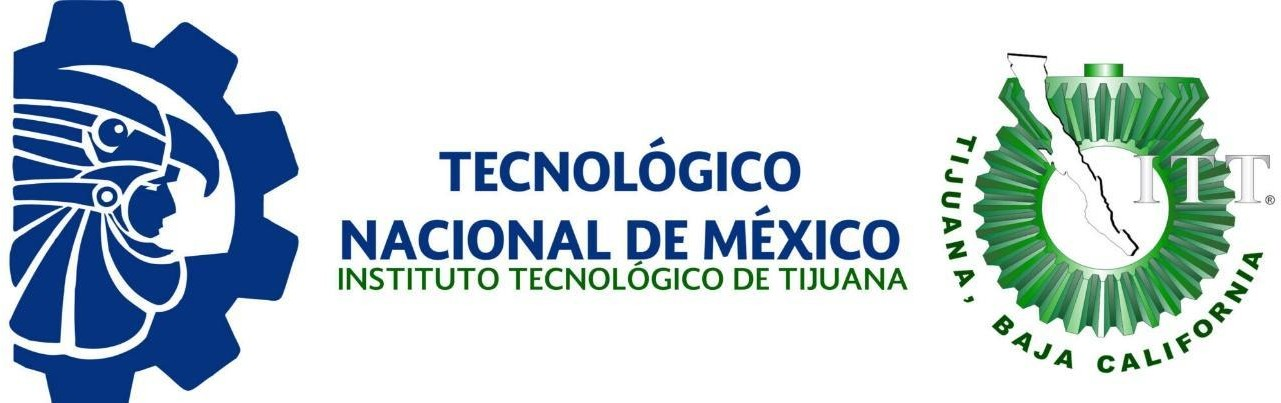 TECNOLÓGICO
NACIONAL DE MÉXICO
INSTITUTO TECNOLÓGICO DE TIJUANA
ITT®
TIJUANA, BAJA CALIFORNIA